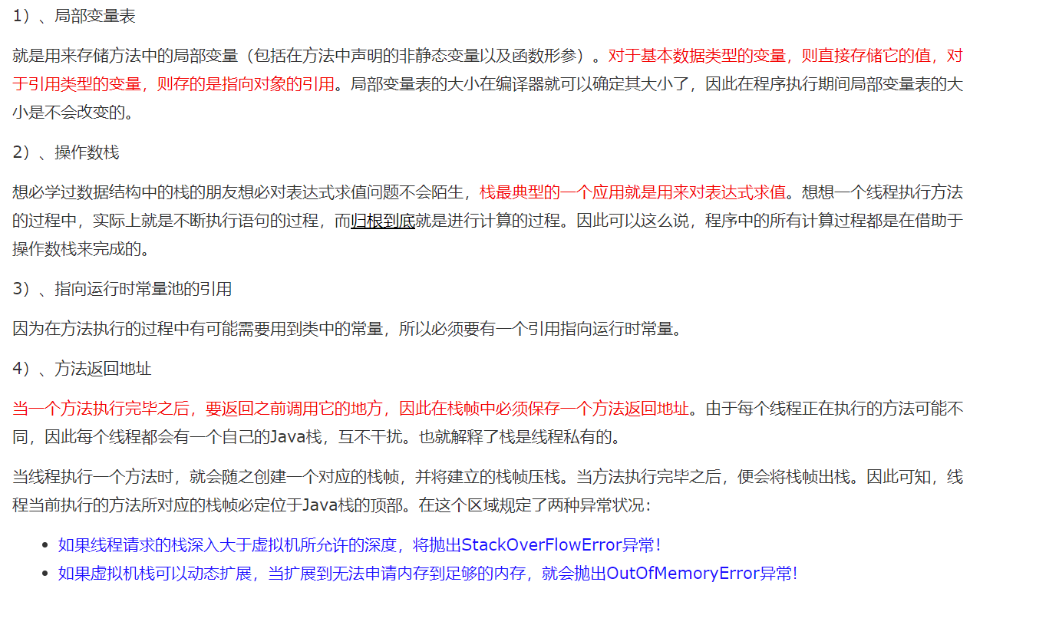 1）、局部变量表
就是用来存储方法中的局部变量（包括在方法中声明的非静态变量以及函数形参）。对于基本数据类型的变量，则直接存储它的值，对
于引用类型的变量，则存的是指向对象的引用。局部变量表的大小在编译器就可以确定其大小了，因此在程序执行期间局部变量表的大
小是不会改变的。
2）、操作数栈
想必学过数据结构中的栈的朋友想必对表达式求值问题不会陌生，栈最典型的一个应用就是用来对表达式求值。想想一个线程执行方法
的过程中，实际上就是不断执行语句的过程，而归根到底就是进行计算的过程。因此可以这么说，程序中的所有计算过程都是在借助于
操作数栈来完成的。
3）、指向运行时常量池的引用
因为在方法执行的过程中有可能需要用到类中的常量，所以必须要有一个引用指向运行时常量。
4）、方法返回地址
当一个方法执行完毕之后，要返回之前调用它的地方，因此在栈帧中必须保存一个方法返回地址。由于每个线程正在执行的方法可能不
同，因此每个线程都会有一个自己的Java栈，互不干扰。也就解释了栈是线程私有的。
当线程执行一个方法时，就会随之创建一个对应的栈帧，并将建立的栈帧压栈。当方法执行完毕之后，便会将栈帧出栈。因此可知，线
程当前执行的方法所对应的栈帧必定位于Java栈的顶部。在这个区域规定了两种异常状况：
• 如果线程请求的栈深入大于虚拟机所允许的深度，将抛出StackOverFlowError异常！
• 如果虚拟机栈可以动态扩展，当扩展到无法申请内存到足够的内存，就会抛出OutOfMemoryError异常！